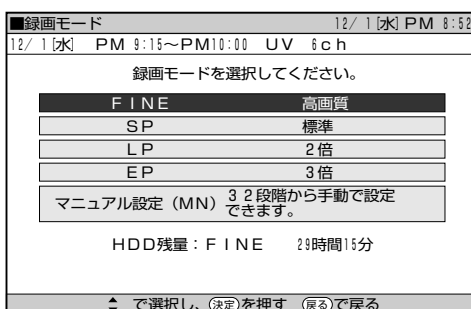 ■録画モード 12/ 1[水] PM 8:52
12/ 1[水] PM 9:15～PM10:00 UV 6ch
録画モードを選択してください。
FINE 高画質
SP 標準
LP 2倍
EP 3倍
マニュアル設定（MN） 32段階から手動で設定
できます。
HDD残量：FINE 29時間15分
で選択し、決定を押す 戻るで戻る